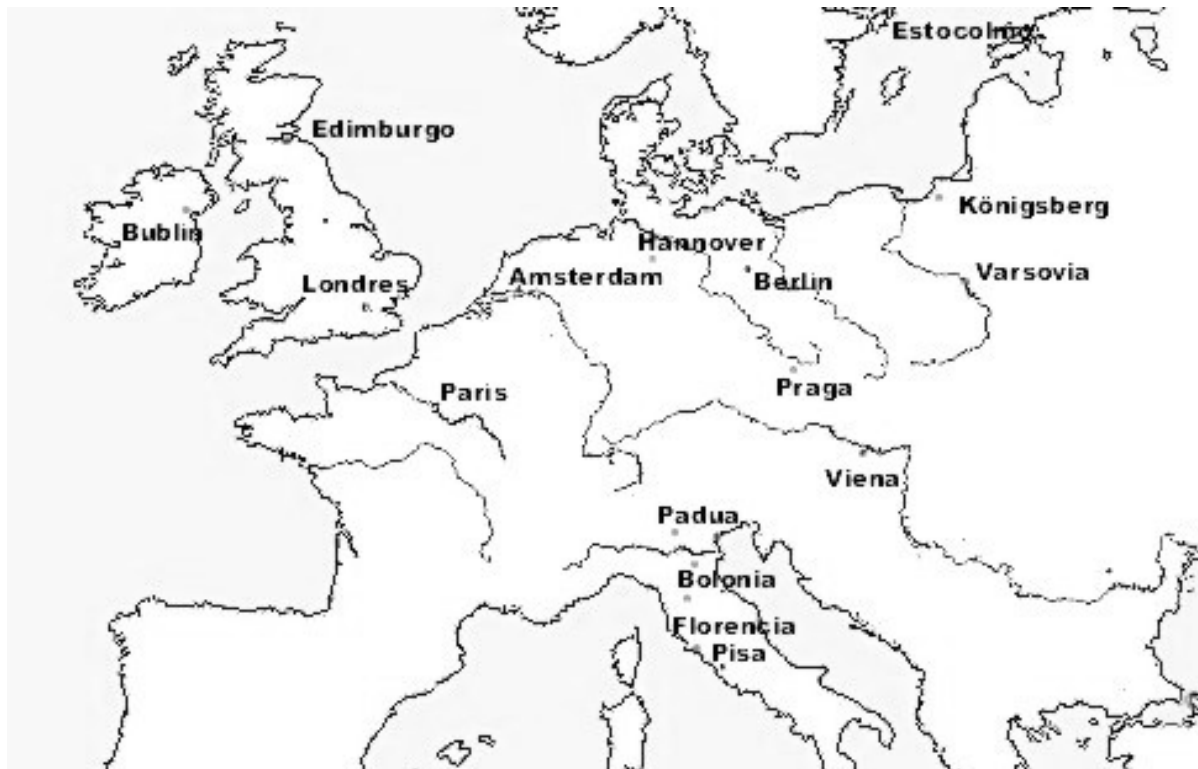 Estocolmo
Edimburgo
Königsberg
Bublin
Hannover
Londres
Amsterdam
Berlin
Varsovia
Paris
Praga
Viena
Padua
Bolonia
Florencia
Pisa